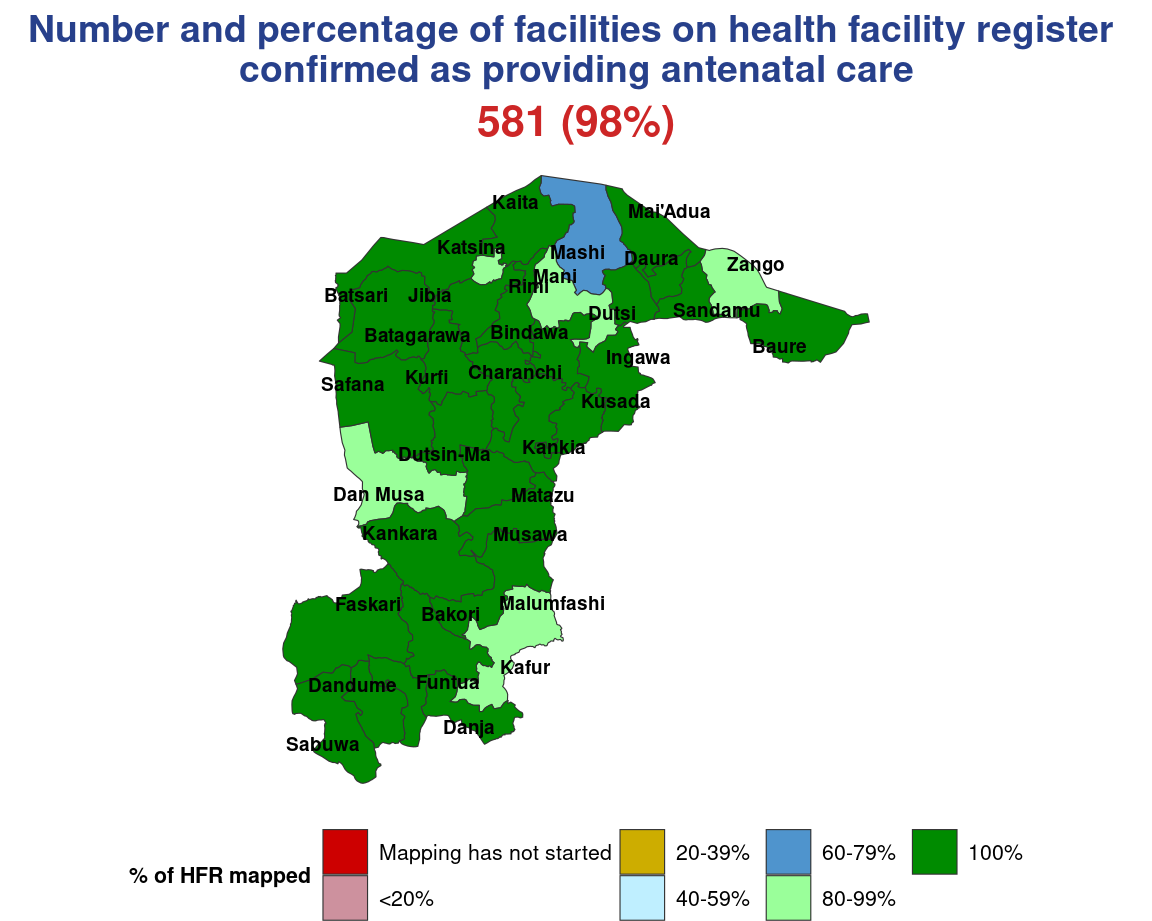 Number and percentage of facilities on health facility register
confirmed as providing antenatal care
581 (98%)
Kaita
Mai'Adua
Katsina
Mashi
Daura
Zango
Mani
Rimi
Batsari
Jibia
Dutsi
Sandamu
Batagarawa
Bindawa
Baure
Ingawa
Charanchi
Kurfi
Safana
Kusada
Kankia
Dutsin-Ma
Dan Musa
Matazu
Kankara
Musawa
Faskari
Malumfashi
Bakori
Kafur
Dandume
Funtua
Danja
Sabuwa
% of HFR mapped
Mapping has not started
<20%
20-39%
40-59%
60-79%
80-99%
100%